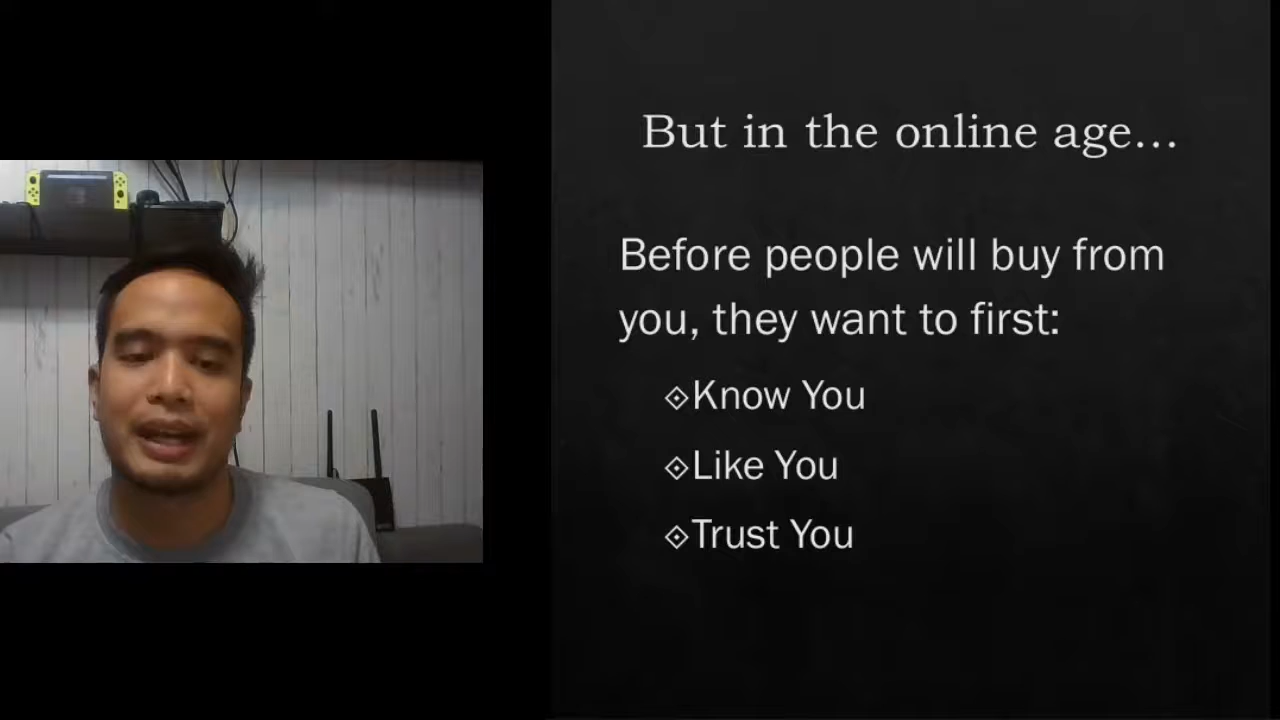 But in the online age...
Before people will buy from
you, they want to first:
Know You
Like You
Trust You